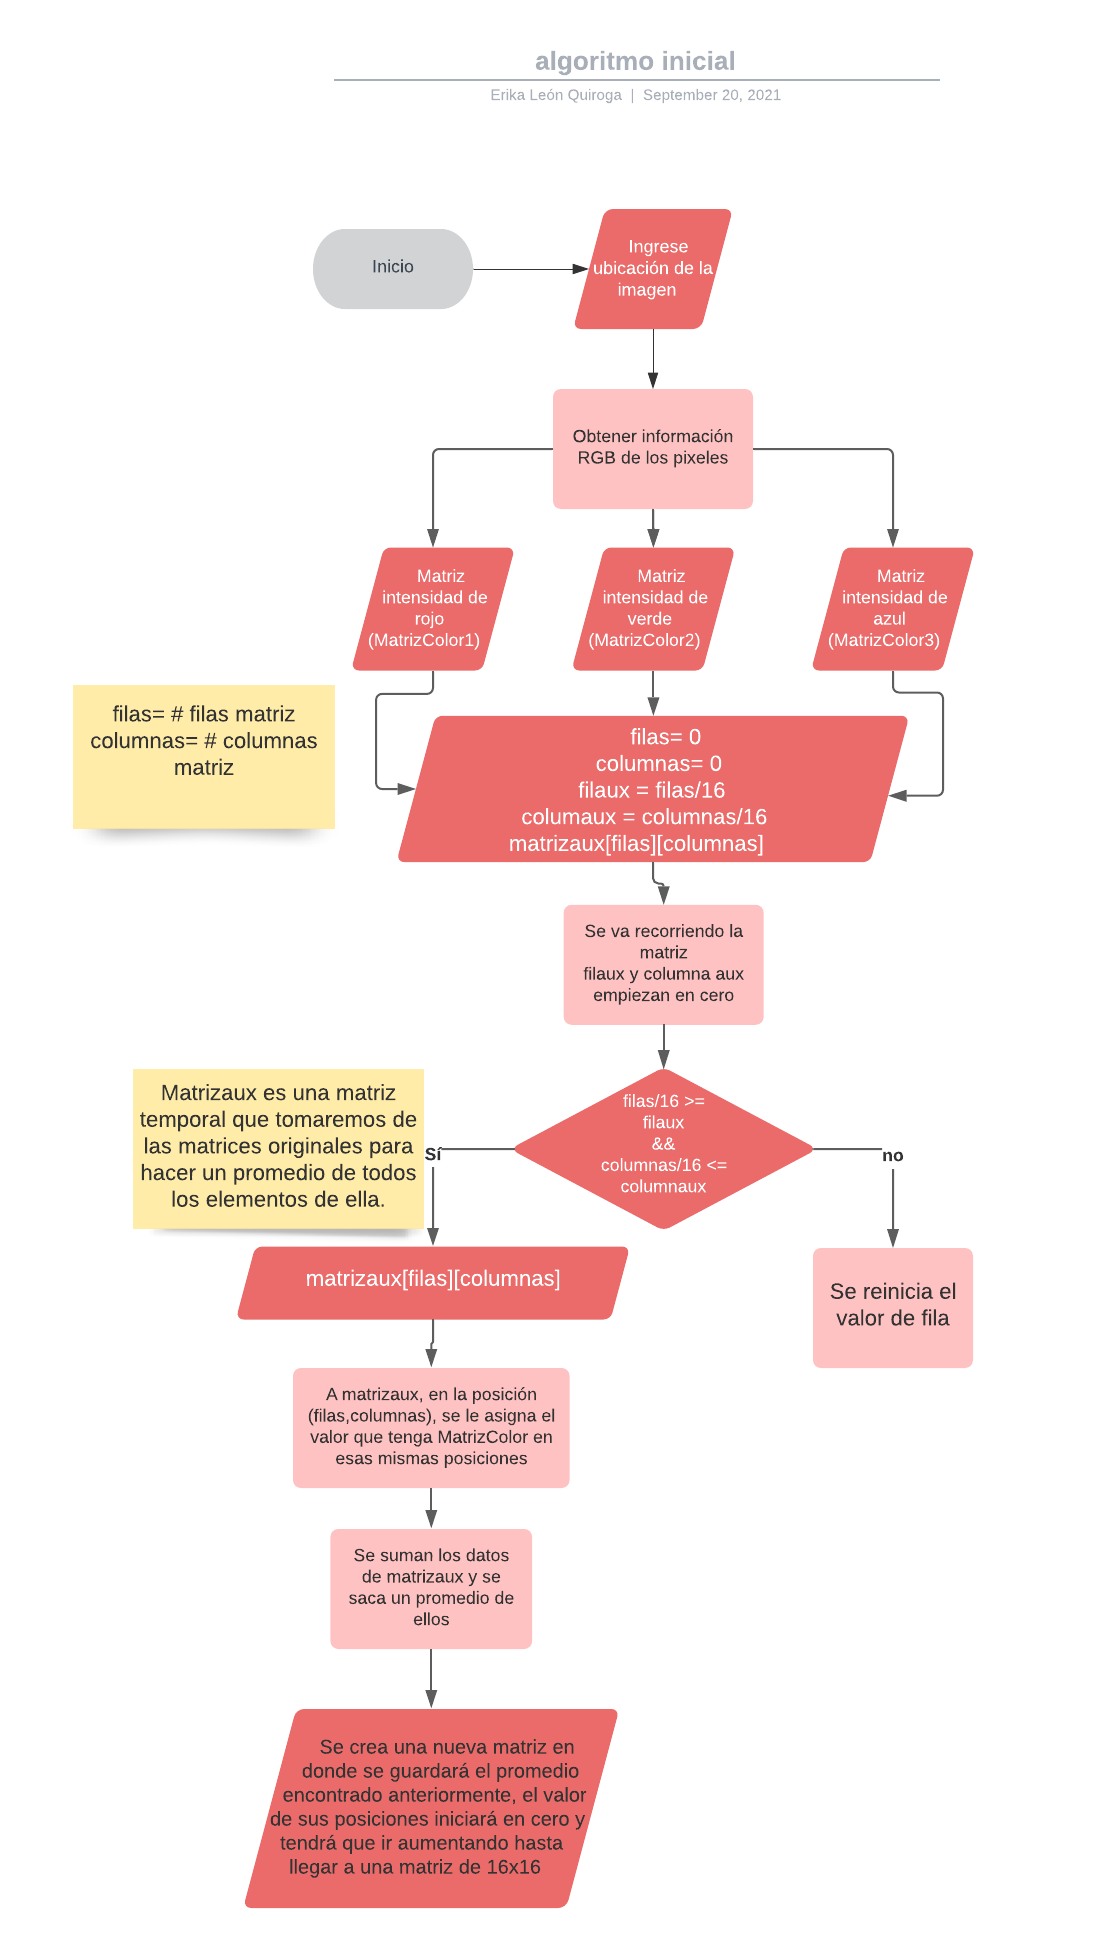 algoritmo inicial
Erika León Quiroga | September 20, 2021
Inicio
Ingrese
ubicación de la
imagen
Obtener información
RGB de los pixeles
Matriz
intensidad de
rojo
(MatrizColor1)
Matriz
intensidad de
verde
(MatrizColor2)
Matriz
intensidad de
azul
(MatrizColor3)
filas= # filas matriz
columnas= # columnas
matriz
filas= 0
columnas= 0
filaux = filas/16
columaux = columnas/16
matrizaux[filas][columnas]
Se va recorriendo la
matriz
filaux y columna aux
empiezan en cero
Matrizaux es una matriz
temporal que tomaremos de
las matrices originales para
hacer un promedio de todos
los elementos de ella.
filas/16 >=
filaux
&&
columnas/16 <=
columnaux
Sí
no
matrizaux[filas][columnas]
Se reinicia el
valor de fila
A matrizaux, en la posición
(filas,columnas), se le asigna el
valor que tenga MatrizColor en
esas mismas posiciones
Se suman los datos
de matrizaux y se
saca un promedio de
ellos
Se crea una nueva matriz en
donde se guardará el promedio
encontrado anteriormente, el valor
de sus posiciones iniciará en cero y
tendrá que ir aumentando hasta
llegar a una matriz de 16x16